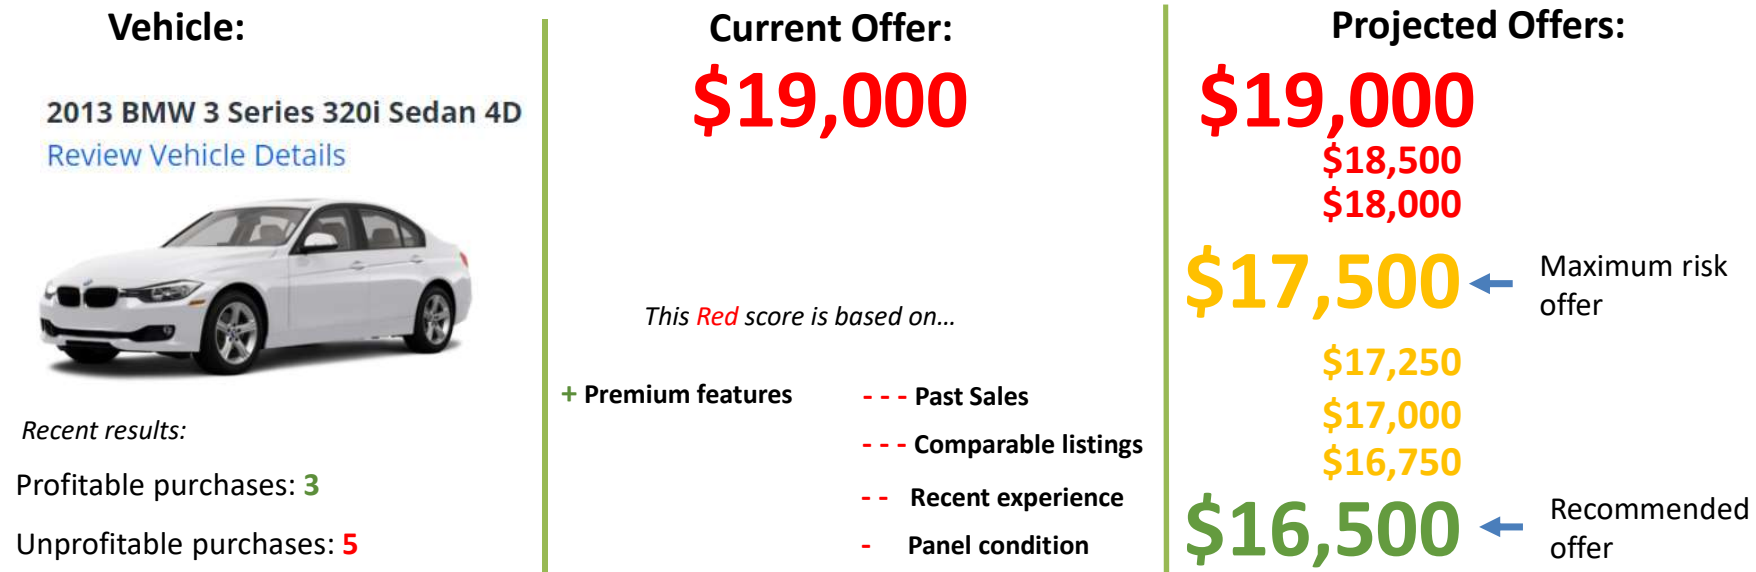 Vehicle:
2013 BMW 3 Series 320i Sedan 4D
Review Vehicle Details
Recent results:
Profitable purchases: 3
Unprofitable purchases: 5
Current Offer:
$19,000
This Red score is based on...
+ Premium features
- - - Past Sales
- - - Comparable listings
- - Recent experience
- Panel condition
Projected Offers:
$19,000
$18,500
$18,000
$17,500
Maximum risk
offer
$17,250
$17,000
$16,750
$16,500
Recommended
offer